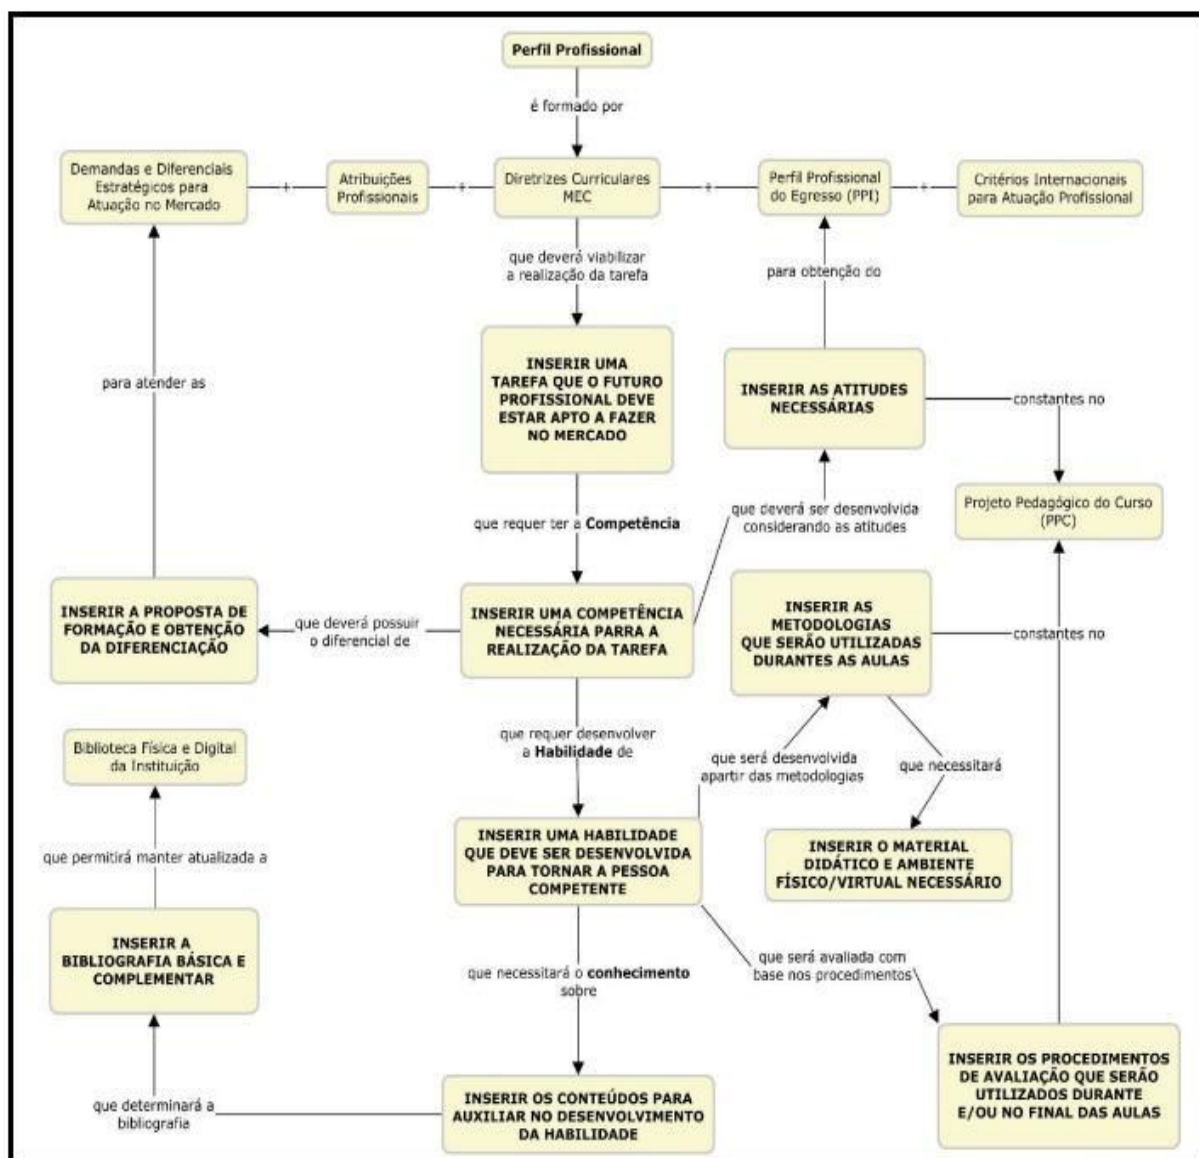 Perfil Profissional
é formado por
Demandas e Diferenciais
Estratégicos para
Atuação no Mercado
+
Atribuições
Profissionais
+
Diretrizes Curriculares
MEC
+
Perfil Profissional
do Egresso (PPI)
+
Critérios Internacionais
para Atuação Profissional
que deverá viabilizar
a realização da tarefa
para obtenção do
para atender as
INSERIR UMA
TAREFA QUE O FUTURO
PROFISSIONAL DEVE
ESTAR APTO A FAZER
NO MERCADO
INSERIR AS ATITUDES
NECESSÁRIAS
constantes no
Projeto Pedagógico do Curso
(PPC)
que requer ter a Competência
que deverá ser desenvolvida
considerando as atitudes
INSERIR A PROPOSTA DE
FORMAÇÃO E OBTENÇÃO
DA DIFERENCIAÇÃO
que deverá possuir
o diferencial de
INSERIR UMA COMPETÊNCIA
NECESSÁRIA PARRA A
REALIZAÇÃO DA TAREFA
INSERIR AS
METODOLOGIAS
QUE SERÃO UTILIZADAS
DURANTES AS AULAS
constantes no
Biblioteca Física e Digital
da Instituição
que requer desenvolver
a Habilidade de
que será desenvolvida
apartir das metodologias
que necessitará
que permitirá manter atualizada a
INSERIR UMA HABILIDADE
QUE DEVE SER DESENVOLVIDA
PARA TORNAR A PESSOA
COMPETENTE
INSERIR O MATERIAL
DIDÁTICO E AMBIENTE
FÍSICO/VIRTUAL NECESSÁRIO
INSERIR A
BIBLIOGRAFIA BÁSICA E
COMPLEMENTAR
que necessitará o conhecimento
sobre
que será avaliada com
base nos procedimentos
que determinará a
bibliografia
INSERIR OS CONTEÚDOS PARA
AUXILIAR NO DESENVOLVIMENTO
DA HABILIDADE
INSERIR OS PROCEDIMENTOS
DE AVALIAÇÃO QUE SERÃO
UTILIZADOS DURANTE
E/OU NO FINAL DAS AULAS